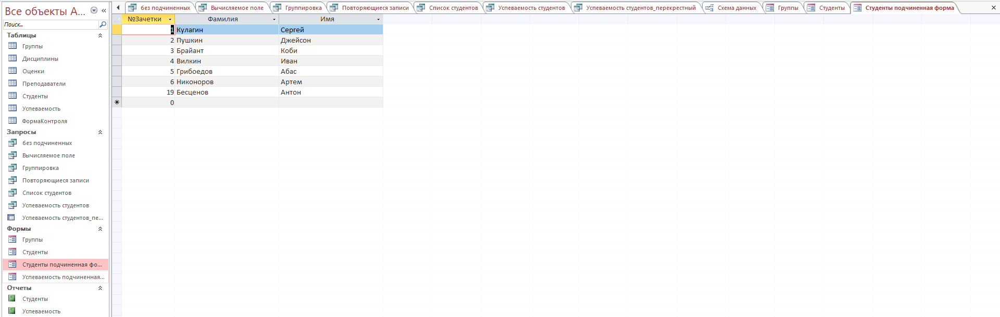 Все объекты A...
Поиск...
Таблицы
Группы
Дисциплины
Оценки
Преподаватели
Студенты
Успеваемость
ФормаКонтроля
Запросы
без подчиненных
Вычисляемое поле
Группировка
Повторяющиеся записи
Список студентов
Успеваемость студентов
Успеваемость студентов_пе...
Формы
Группы
Студенты
Студенты подчиненная фо...
Успеваемость подчиненная...
Отчеты
Студенты
Успеваемость
без подчиненных Вычисляемое поле Группировка Повторяющиеся записи Список студентов Успеваемость студентов Успеваемость студентов_перекрестный Схема данных Группы Студенты Студенты подчиненная форма
№Зачетки Фамилия Имя
1 Кулагин Сергей
2 Пушкин Джейсон
3 Брайант Коби
4 Вилкин Иван
5 Грибоедов Абас
6 Никоноров Артем
19 Бесценов Антон
0